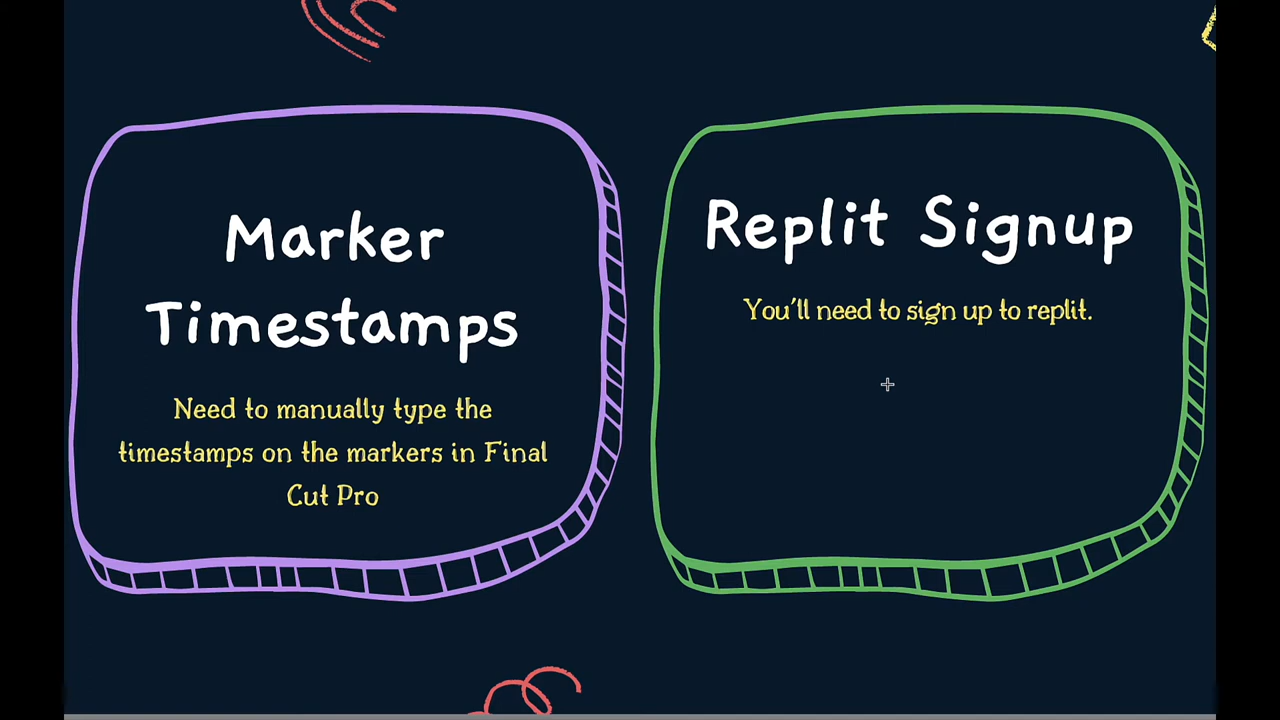 Marker
Timestamps
Need to manually type the
timestamps on the markers in Final
Cut Pro
Replit Signup
You'll need to sign up to replit.